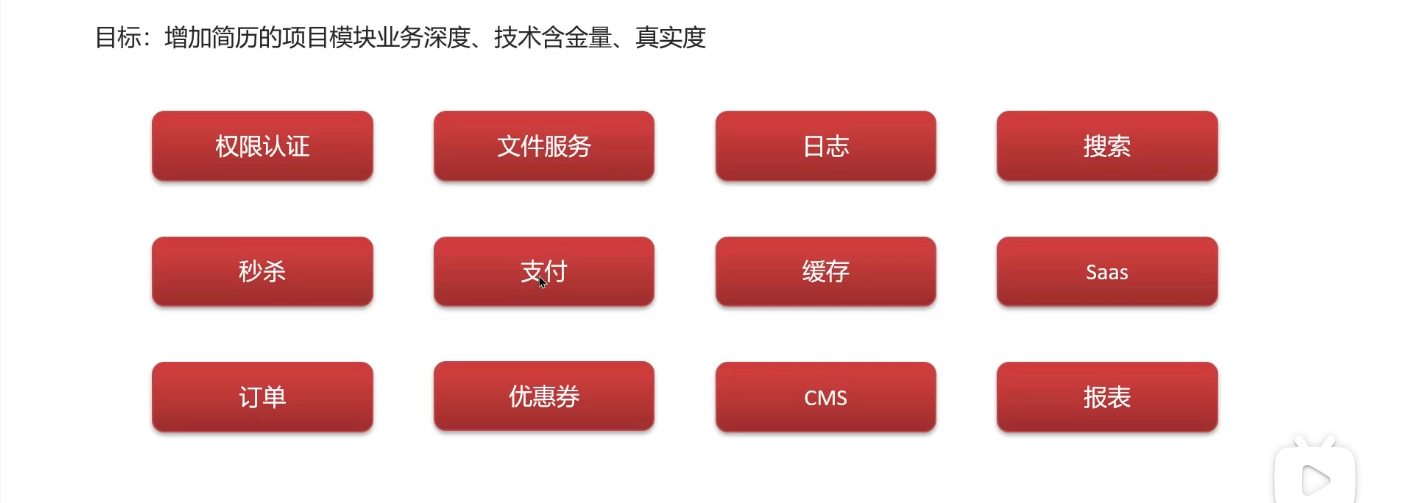 目标：增加简历的项目模块业务深度、技术含金量、真实度
权限认证
文件服务
日志
搜索
秒杀
支付
缓存
Saas
订单
优惠券
CMS
报表